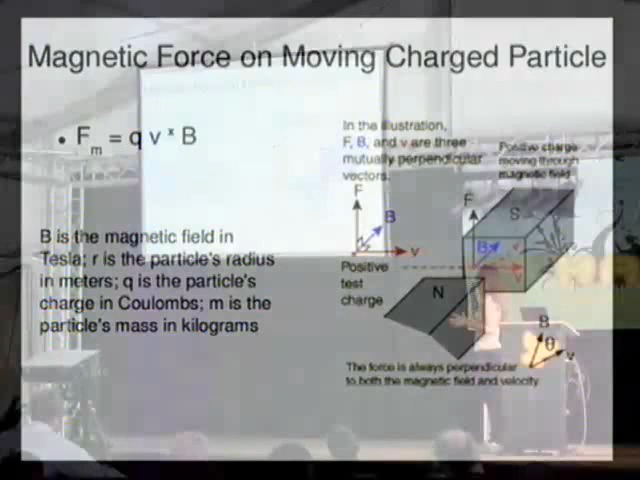 Magnetic Force on Moving Charged Particle
• Fm = q v x B
B is the magnetic field in
Tesla; r is the particle's radius
in meters; q is the particle's
charge in Coulombs; m is the
particle's mass in kilograms
In the illustration,
F, B, and v are three
mutually perpendicular
vectors.
F
B
v
Positive
test
charge
Positive charge
moving through
magnetic field
F
S
B
v
v
N
B
θ
v
The force is always perpendicular
to both the magnetic field and velocity